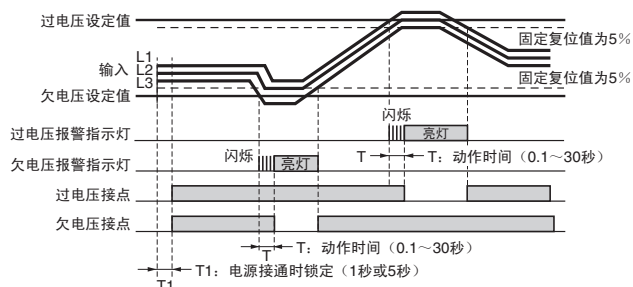 过电压设定值
固定复位值为5%
L1
输入 L2
L3
固定复位值为5%
欠电压设定值
闪烁
过电压报警指示灯
亮灯
闪烁
T
T：动作时间（0.1～30秒）
欠电压报警指示灯
亮灯
过电压接点
欠电压接点
T
T：动作时间（0.1～30秒）
T1：电源接通时锁定（1秒或5秒）
T1